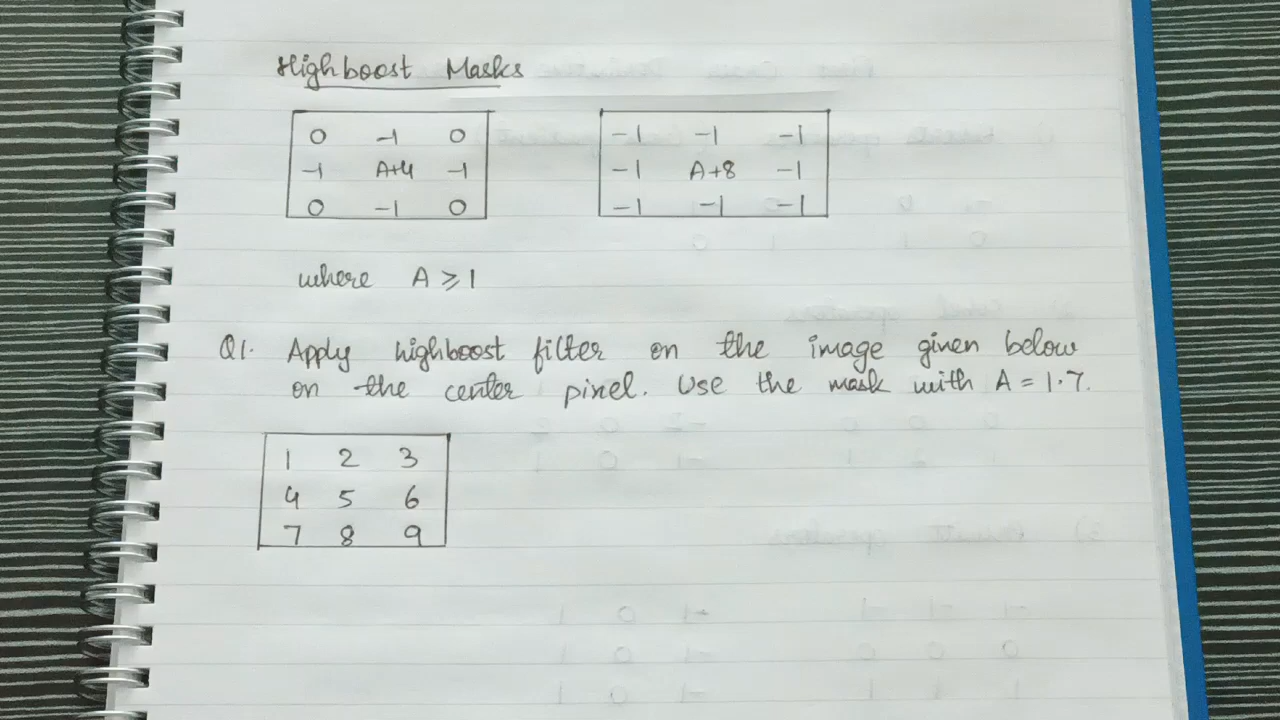 Highboost Masks
0 -1 0
-1 A+4 -1
0 -1 0
-1 -1 -1
-1 A+8 -1
-1 -1 -1
where A ⩾ 1
Q1. Apply highboost filter on the image given below
on the center pixel. Use the mask with A = 1.7.
1 2 3
4 5 6
7 8 9